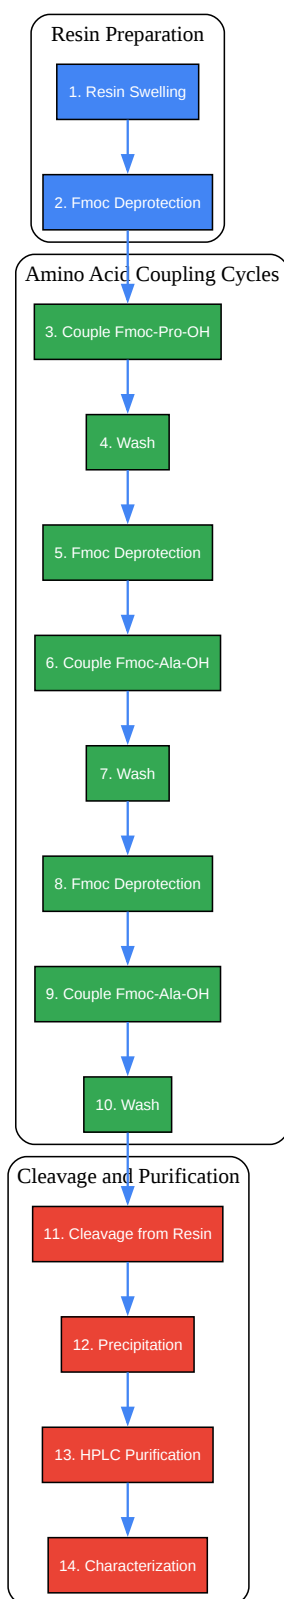 Resin Preparation
1. Resin Swelling
2. Fmoc Deprotection
Amino Acid Coupling Cycles
3. Couple Fmoc-Pro-OH
4. Wash
5. Fmoc Deprotection
6. Couple Fmoc-Ala-OH
7. Wash
8. Fmoc Deprotection
9. Couple Fmoc-Ala-OH
10. Wash
Cleavage and Purification
11. Cleavage from Resin
12. Precipitation
13. HPLC Purification
14. Characterization